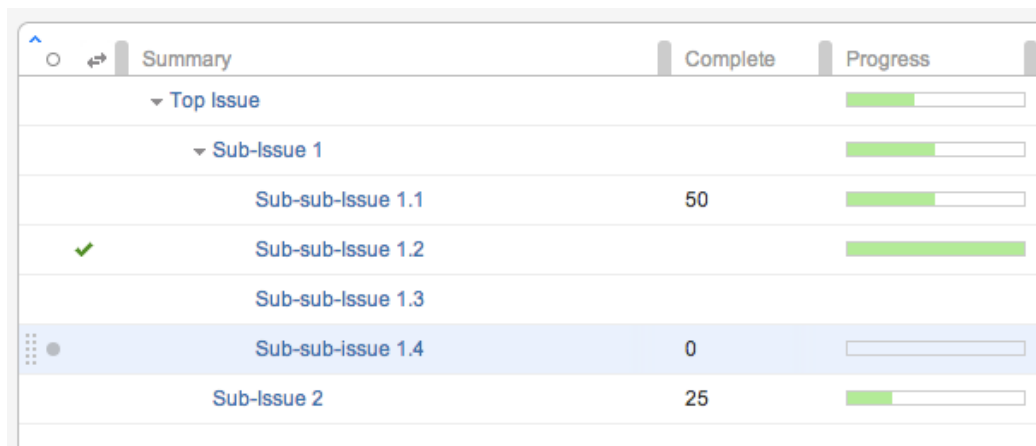 Summary Complete Progress
Top Issue
Sub-Issue 1
Sub-sub-Issue 1.1 50
Sub-sub-Issue 1.2
Sub-sub-Issue 1.3
Sub-sub-issue 1.4 0
Sub-Issue 2 25